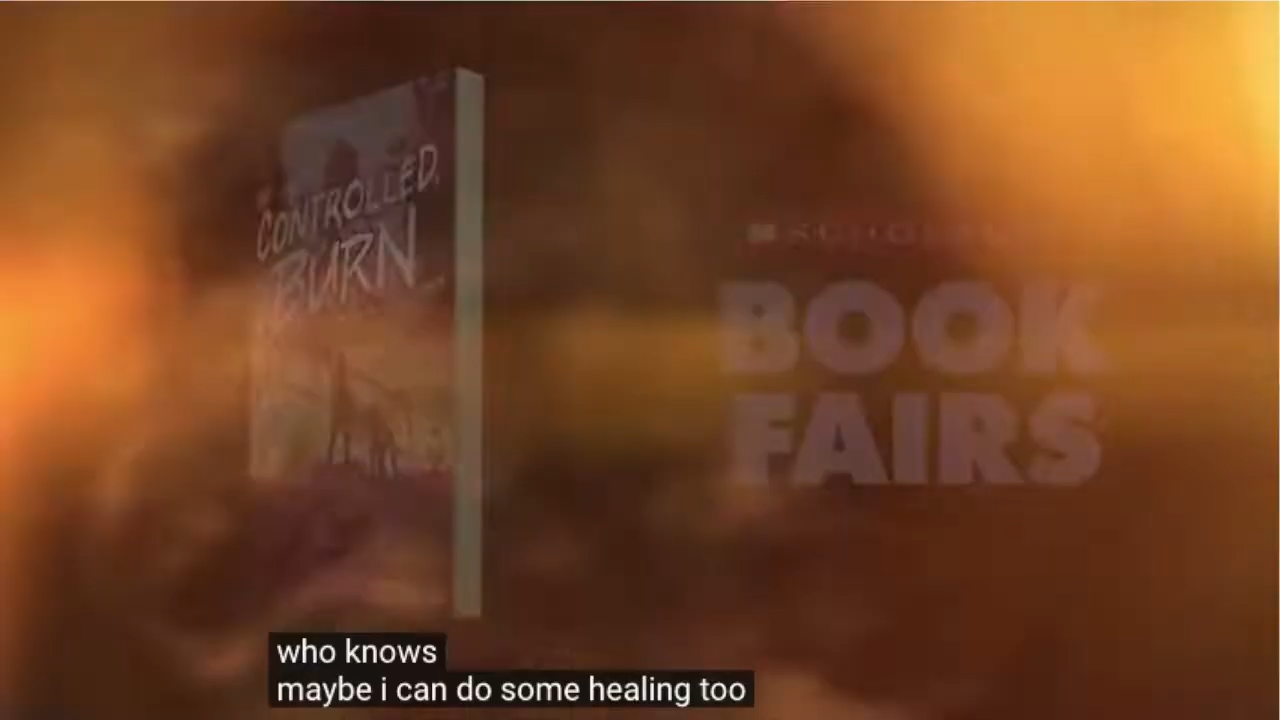 CONTROLLED
BURN
BOOK
FAIRS
who knows
maybe i can do some healing too